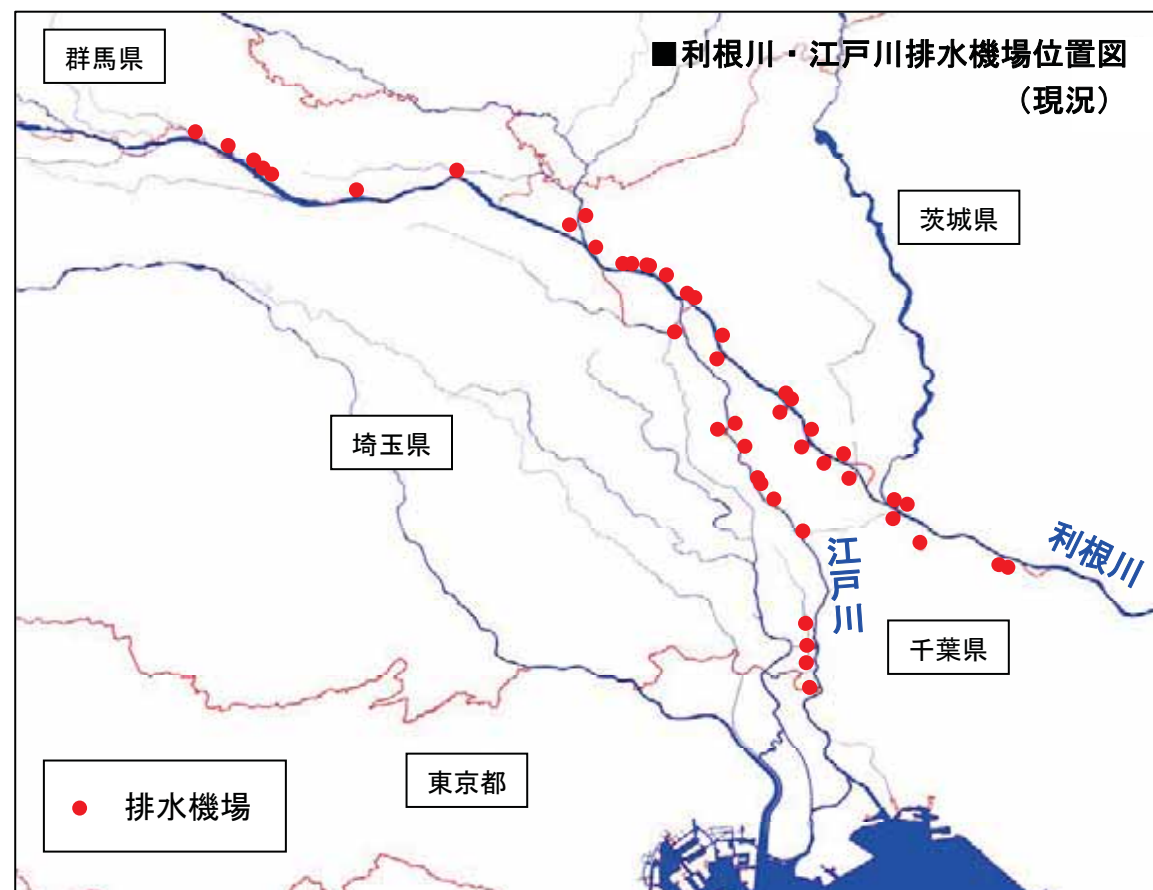 群馬県
■利根川・江戸川排水機場位置図
（現況）
茨城県
埼玉県
利根川
江戸川
千葉県
東京都
排水機場